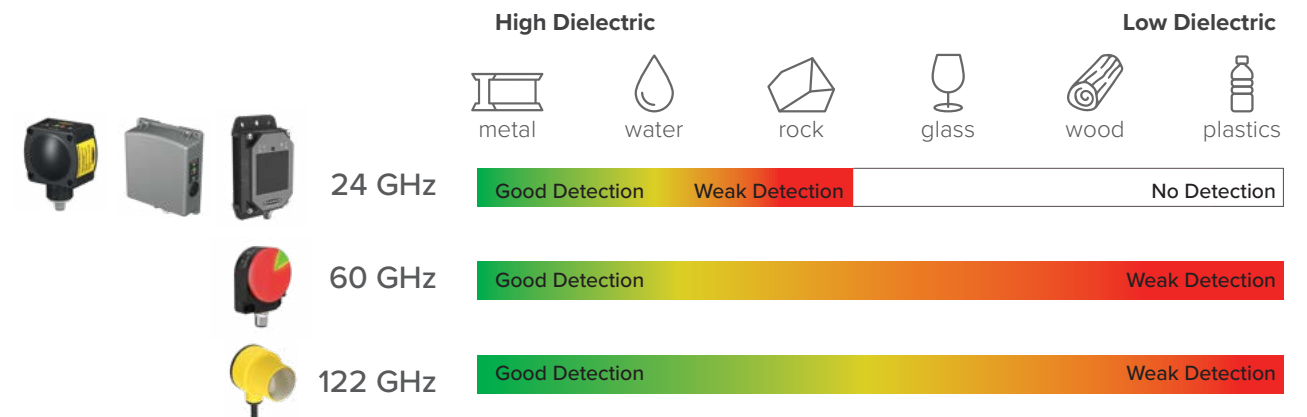 High Dielectric
Low Dielectric
metal
water
rock
glass
wood
plastics
24 GHz
Good Detection
Weak Detection
No Detection
60 GHz
Good Detection
Weak Detection
122 GHz
Good Detection
Weak Detection